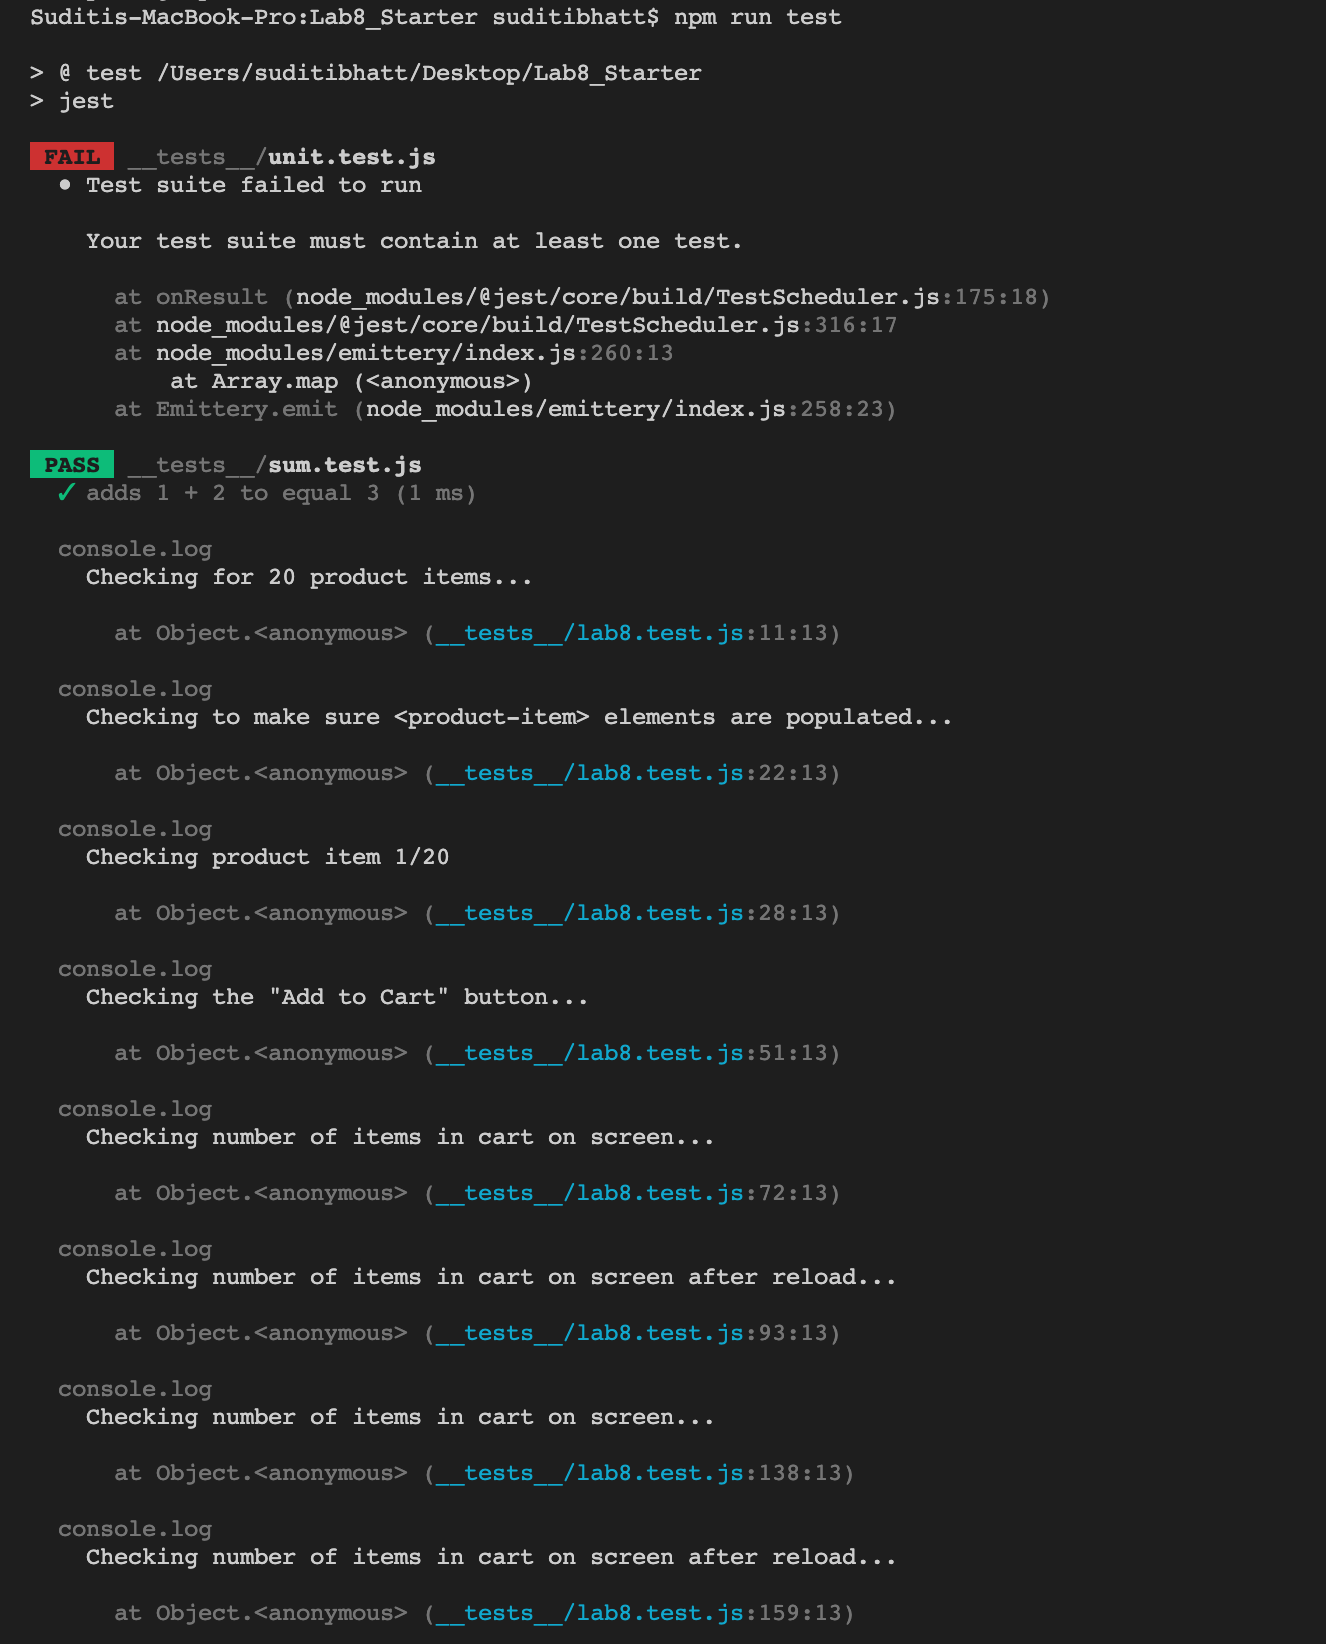 Suditis-MacBook-Pro:Lab8_Starter suditibhatt$ npm run test
> @ test /Users/suditibhatt/Desktop/Lab8_Starter
> jest
FAIL __tests__/unit.test.js
● Test suite failed to run
Your test suite must contain at least one test.
at onResult (node_modules/@jest/core/build/TestScheduler.js:175:18)
at node_modules/@jest/core/build/TestScheduler.js:316:17
at node_modules/emittery/index.js:260:13
at Array.map (<anonymous>)
at Emittery.emit (node_modules/emittery/index.js:258:23)
PASS __tests__/sum.test.js
✓ adds 1 + 2 to equal 3 (1 ms)
console.log
Checking for 20 product items...
at Object.<anonymous> (__tests__/lab8.test.js:11:13)
console.log
Checking to make sure <product-item> elements are populated...
at Object.<anonymous> (__tests__/lab8.test.js:22:13)
console.log
Checking product item 1/20
at Object.<anonymous> (__tests__/lab8.test.js:28:13)
console.log
Checking the "Add to Cart" button...
at Object.<anonymous> (__tests__/lab8.test.js:51:13)
console.log
Checking number of items in cart on screen...
at Object.<anonymous> (__tests__/lab8.test.js:72:13)
console.log
Checking number of items in cart on screen after reload...
at Object.<anonymous> (__tests__/lab8.test.js:93:13)
console.log
Checking number of items in cart on screen...
at Object.<anonymous> (__tests__/lab8.test.js:138:13)
console.log
Checking number of items in cart on screen after reload...
at Object.<anonymous> (__tests__/lab8.test.js:159:13)